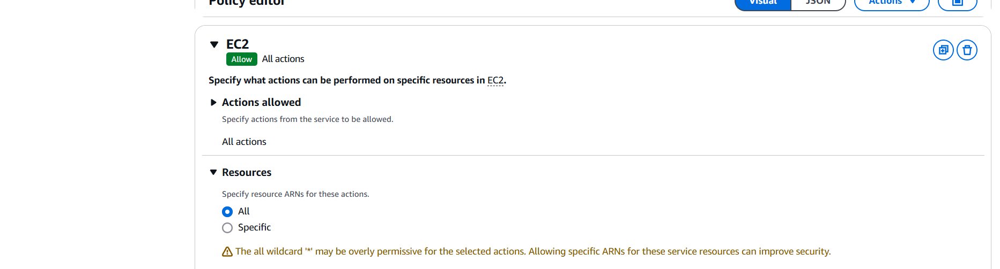 Policy editor
Visual JSON Actions
EC2
Allow All actions
Specify what actions can be performed on specific resources in EC2.
Actions allowed
Specify actions from the service to be allowed.
All actions
Resources
Specify resource ARNs for these actions.
All
Specific
The all wildcard '*' may be overly permissive for the selected actions. Allowing specific ARNs for these service resources can improve security.